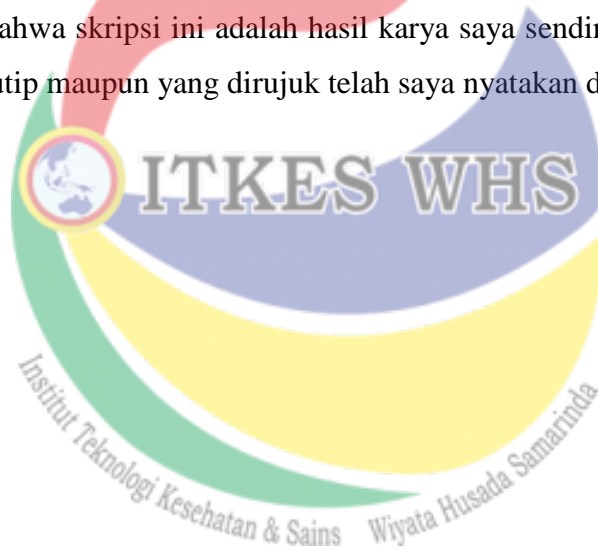 ahwa skripsi ini adalah hasil karya saya sendir
utip maupun yang dirujuk telah saya nyatakan d
ITKES WHS
Institut Teknologi Kesehatan & Sains Wiyata Husada Samarinda